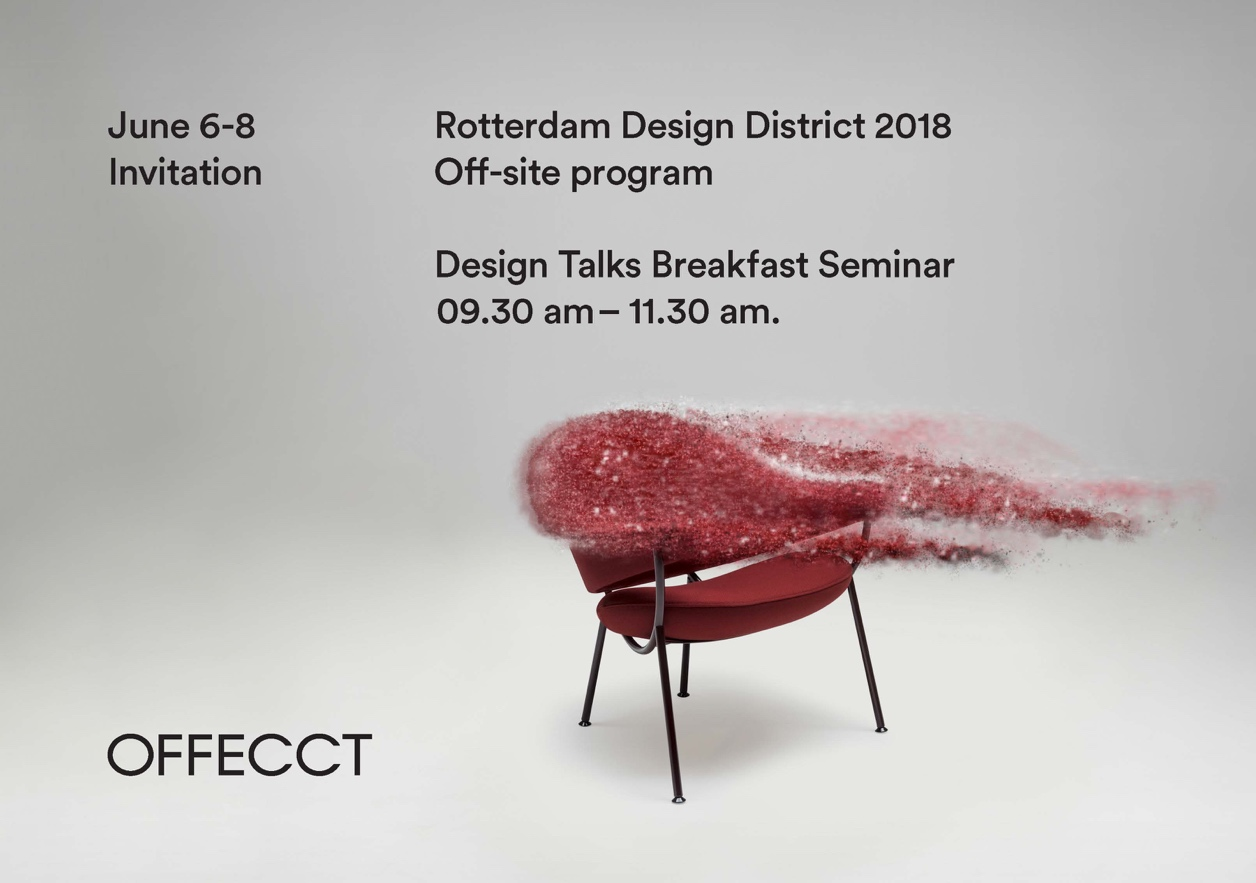 June 6-8
Invitation
Rotterdam Design District 2018
Off-site program
Design Talks Breakfast Seminar
09.30 am – 11.30 am.
OFFECCT